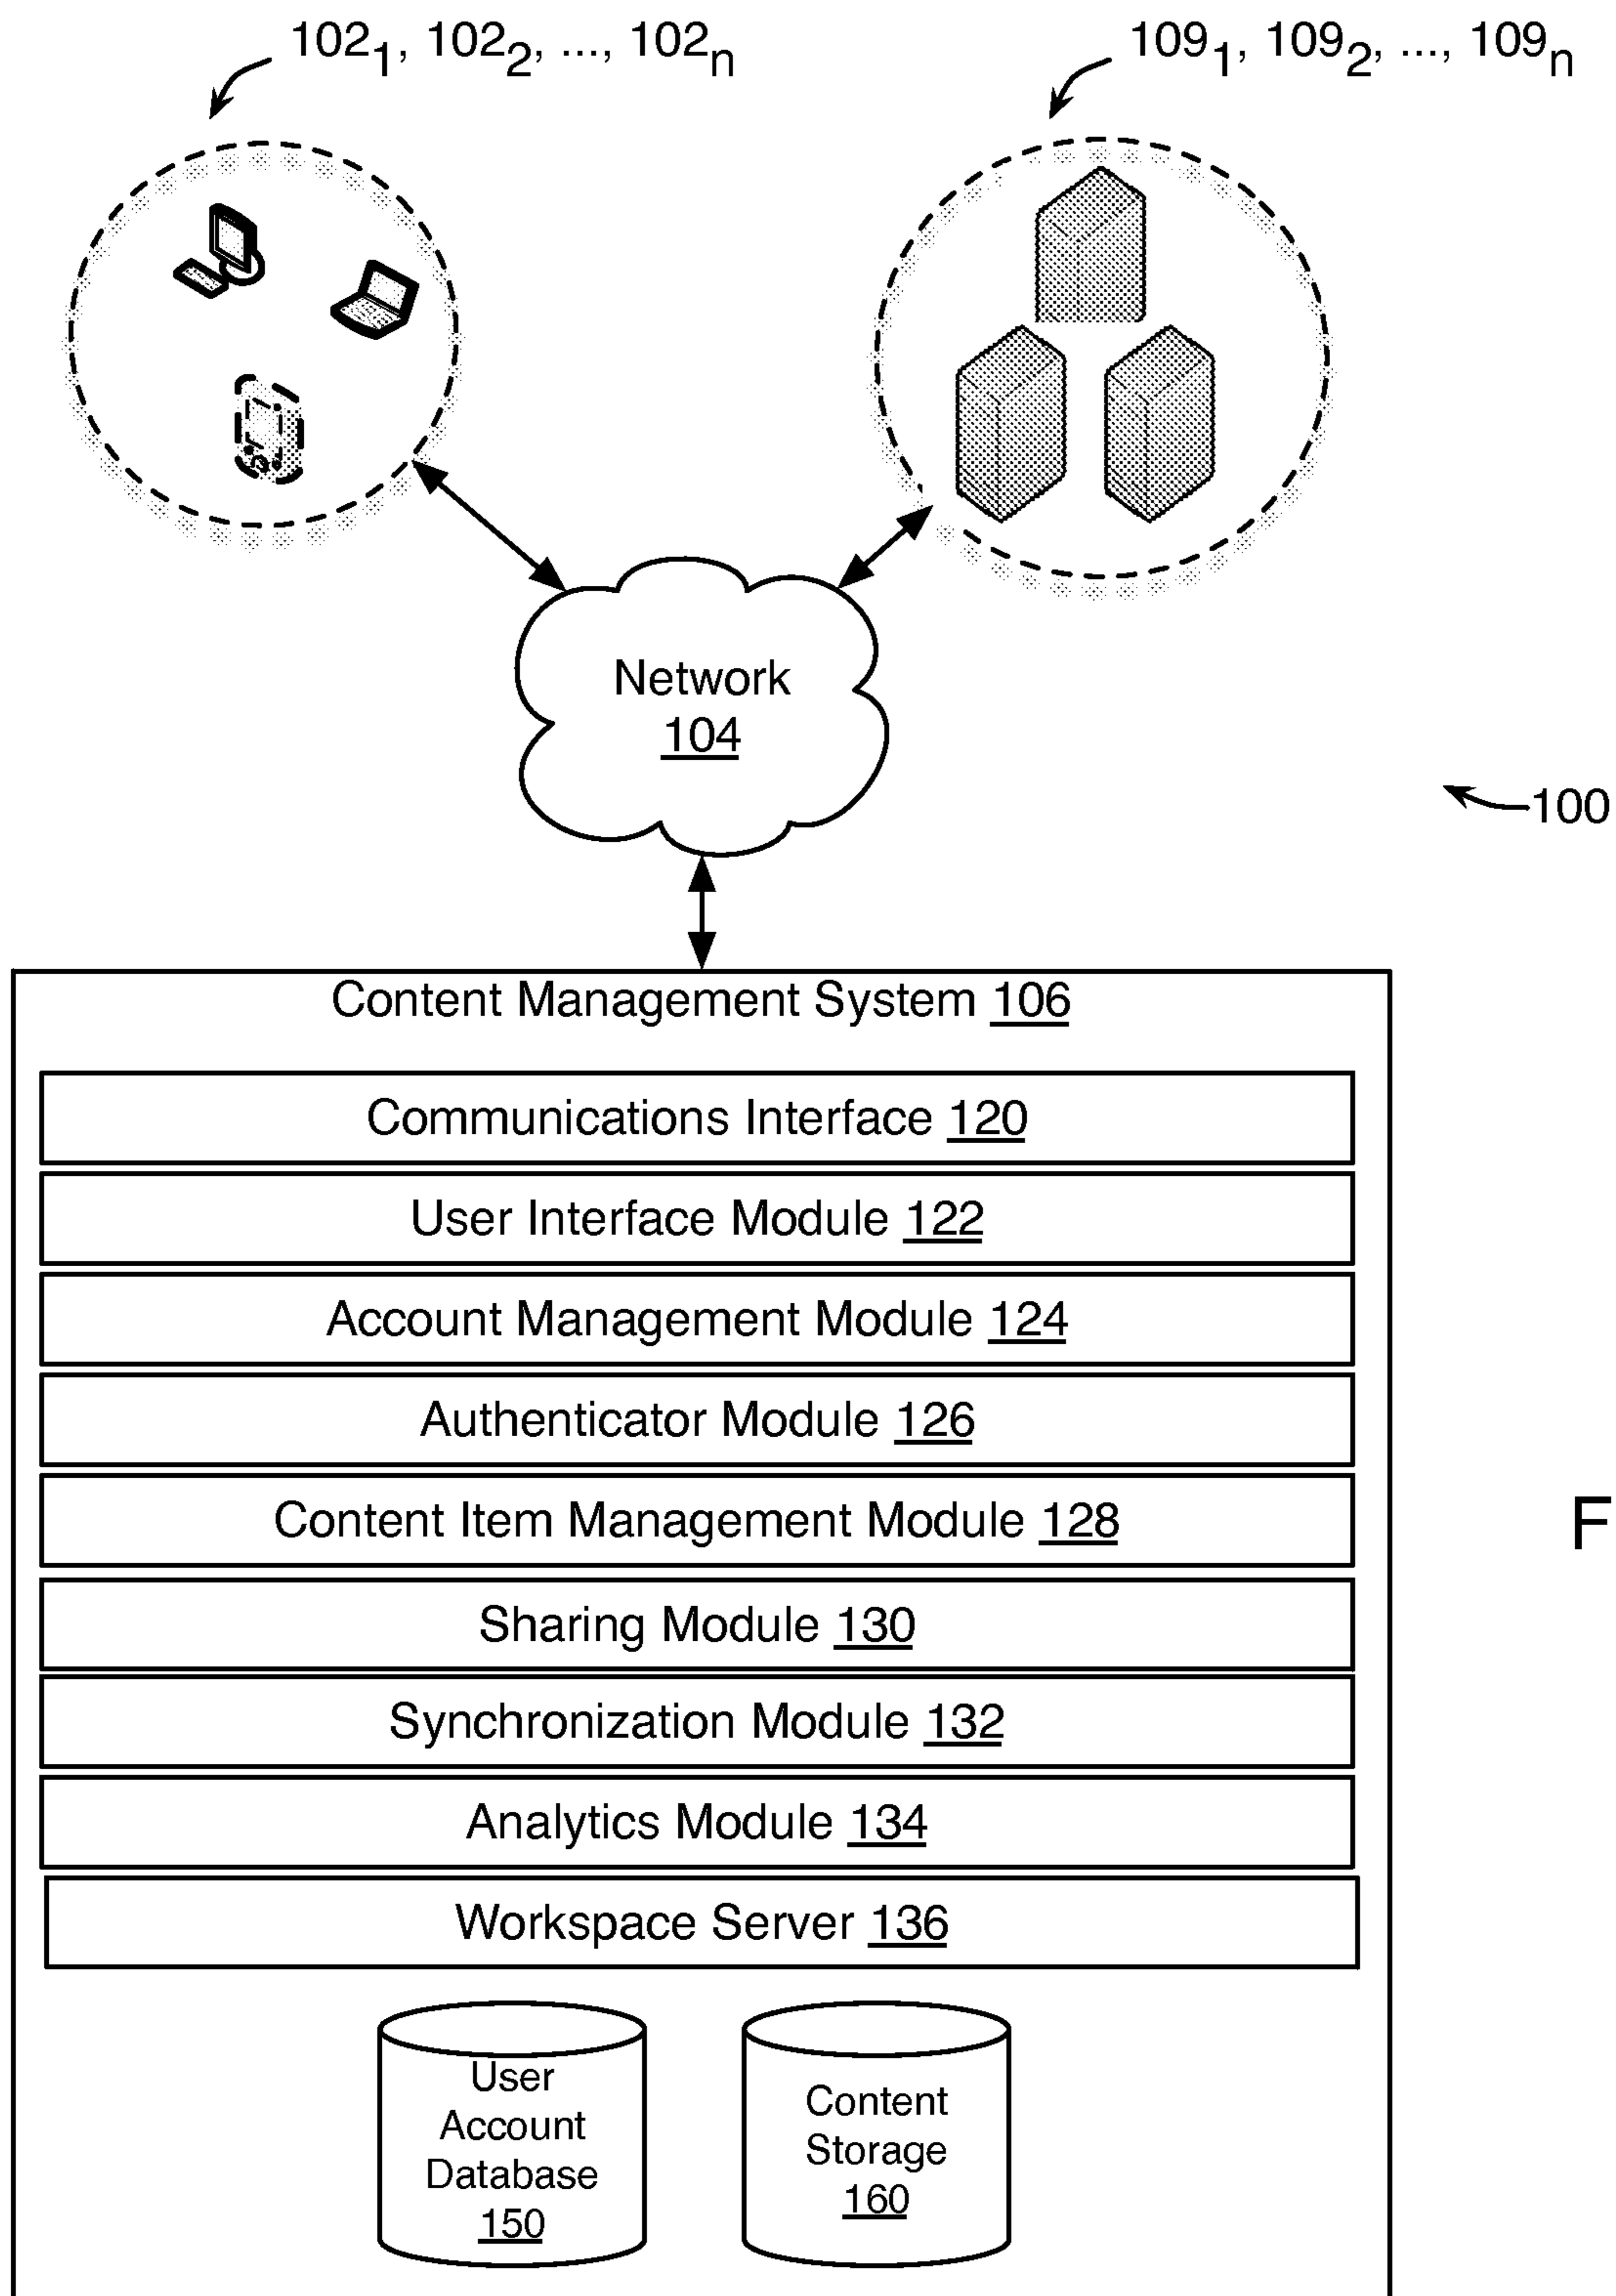 102₁, 102₂, ..., 102ₙ
109₁, 109₂, ..., 109ₙ
Network
104
100
Content Management System 106
Communications Interface 120
User Interface Module 122
Account Management Module 124
Authenticator Module 126
Content Item Management Module 128
F
Sharing Module 130
Synchronization Module 132
Analytics Module 134
Workspace Server 136
User
Account
Database
150
Content
Storage
160